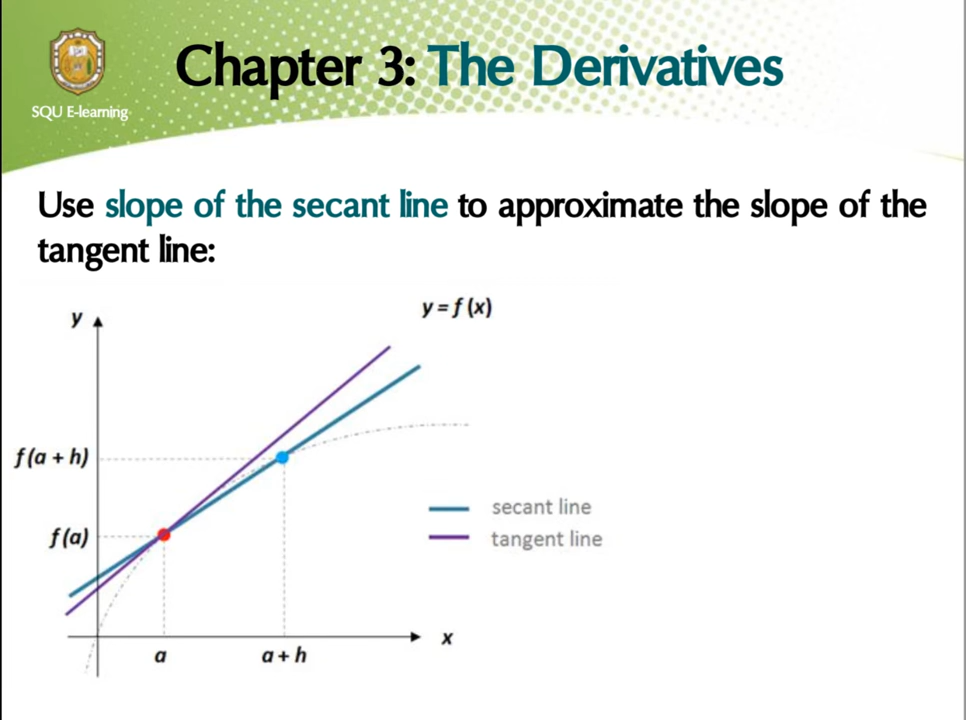 Chapter 3: The Derivatives
SQU E-learning
Use slope of the secant line to approximate the slope of the
tangent line:
y = f (x)
y
f (a + h)
f (a)
secant line
tangent line
x
a
a + h